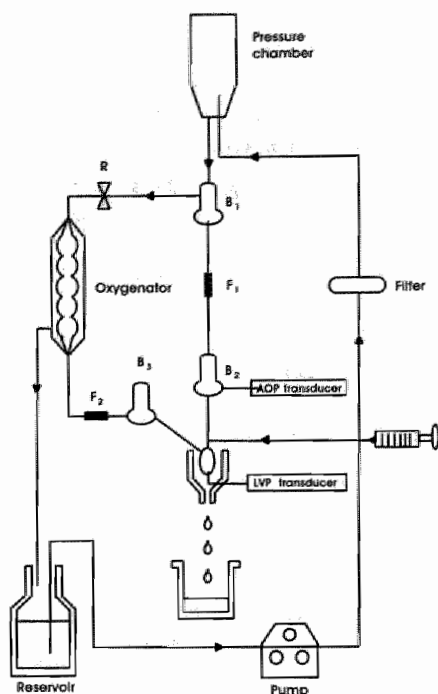 Pressure
chamber
R
B1
Oxygenator
F1
Filter
B3
B2
AOP transducer
F2
LVP transducer
Reservoir
Pump